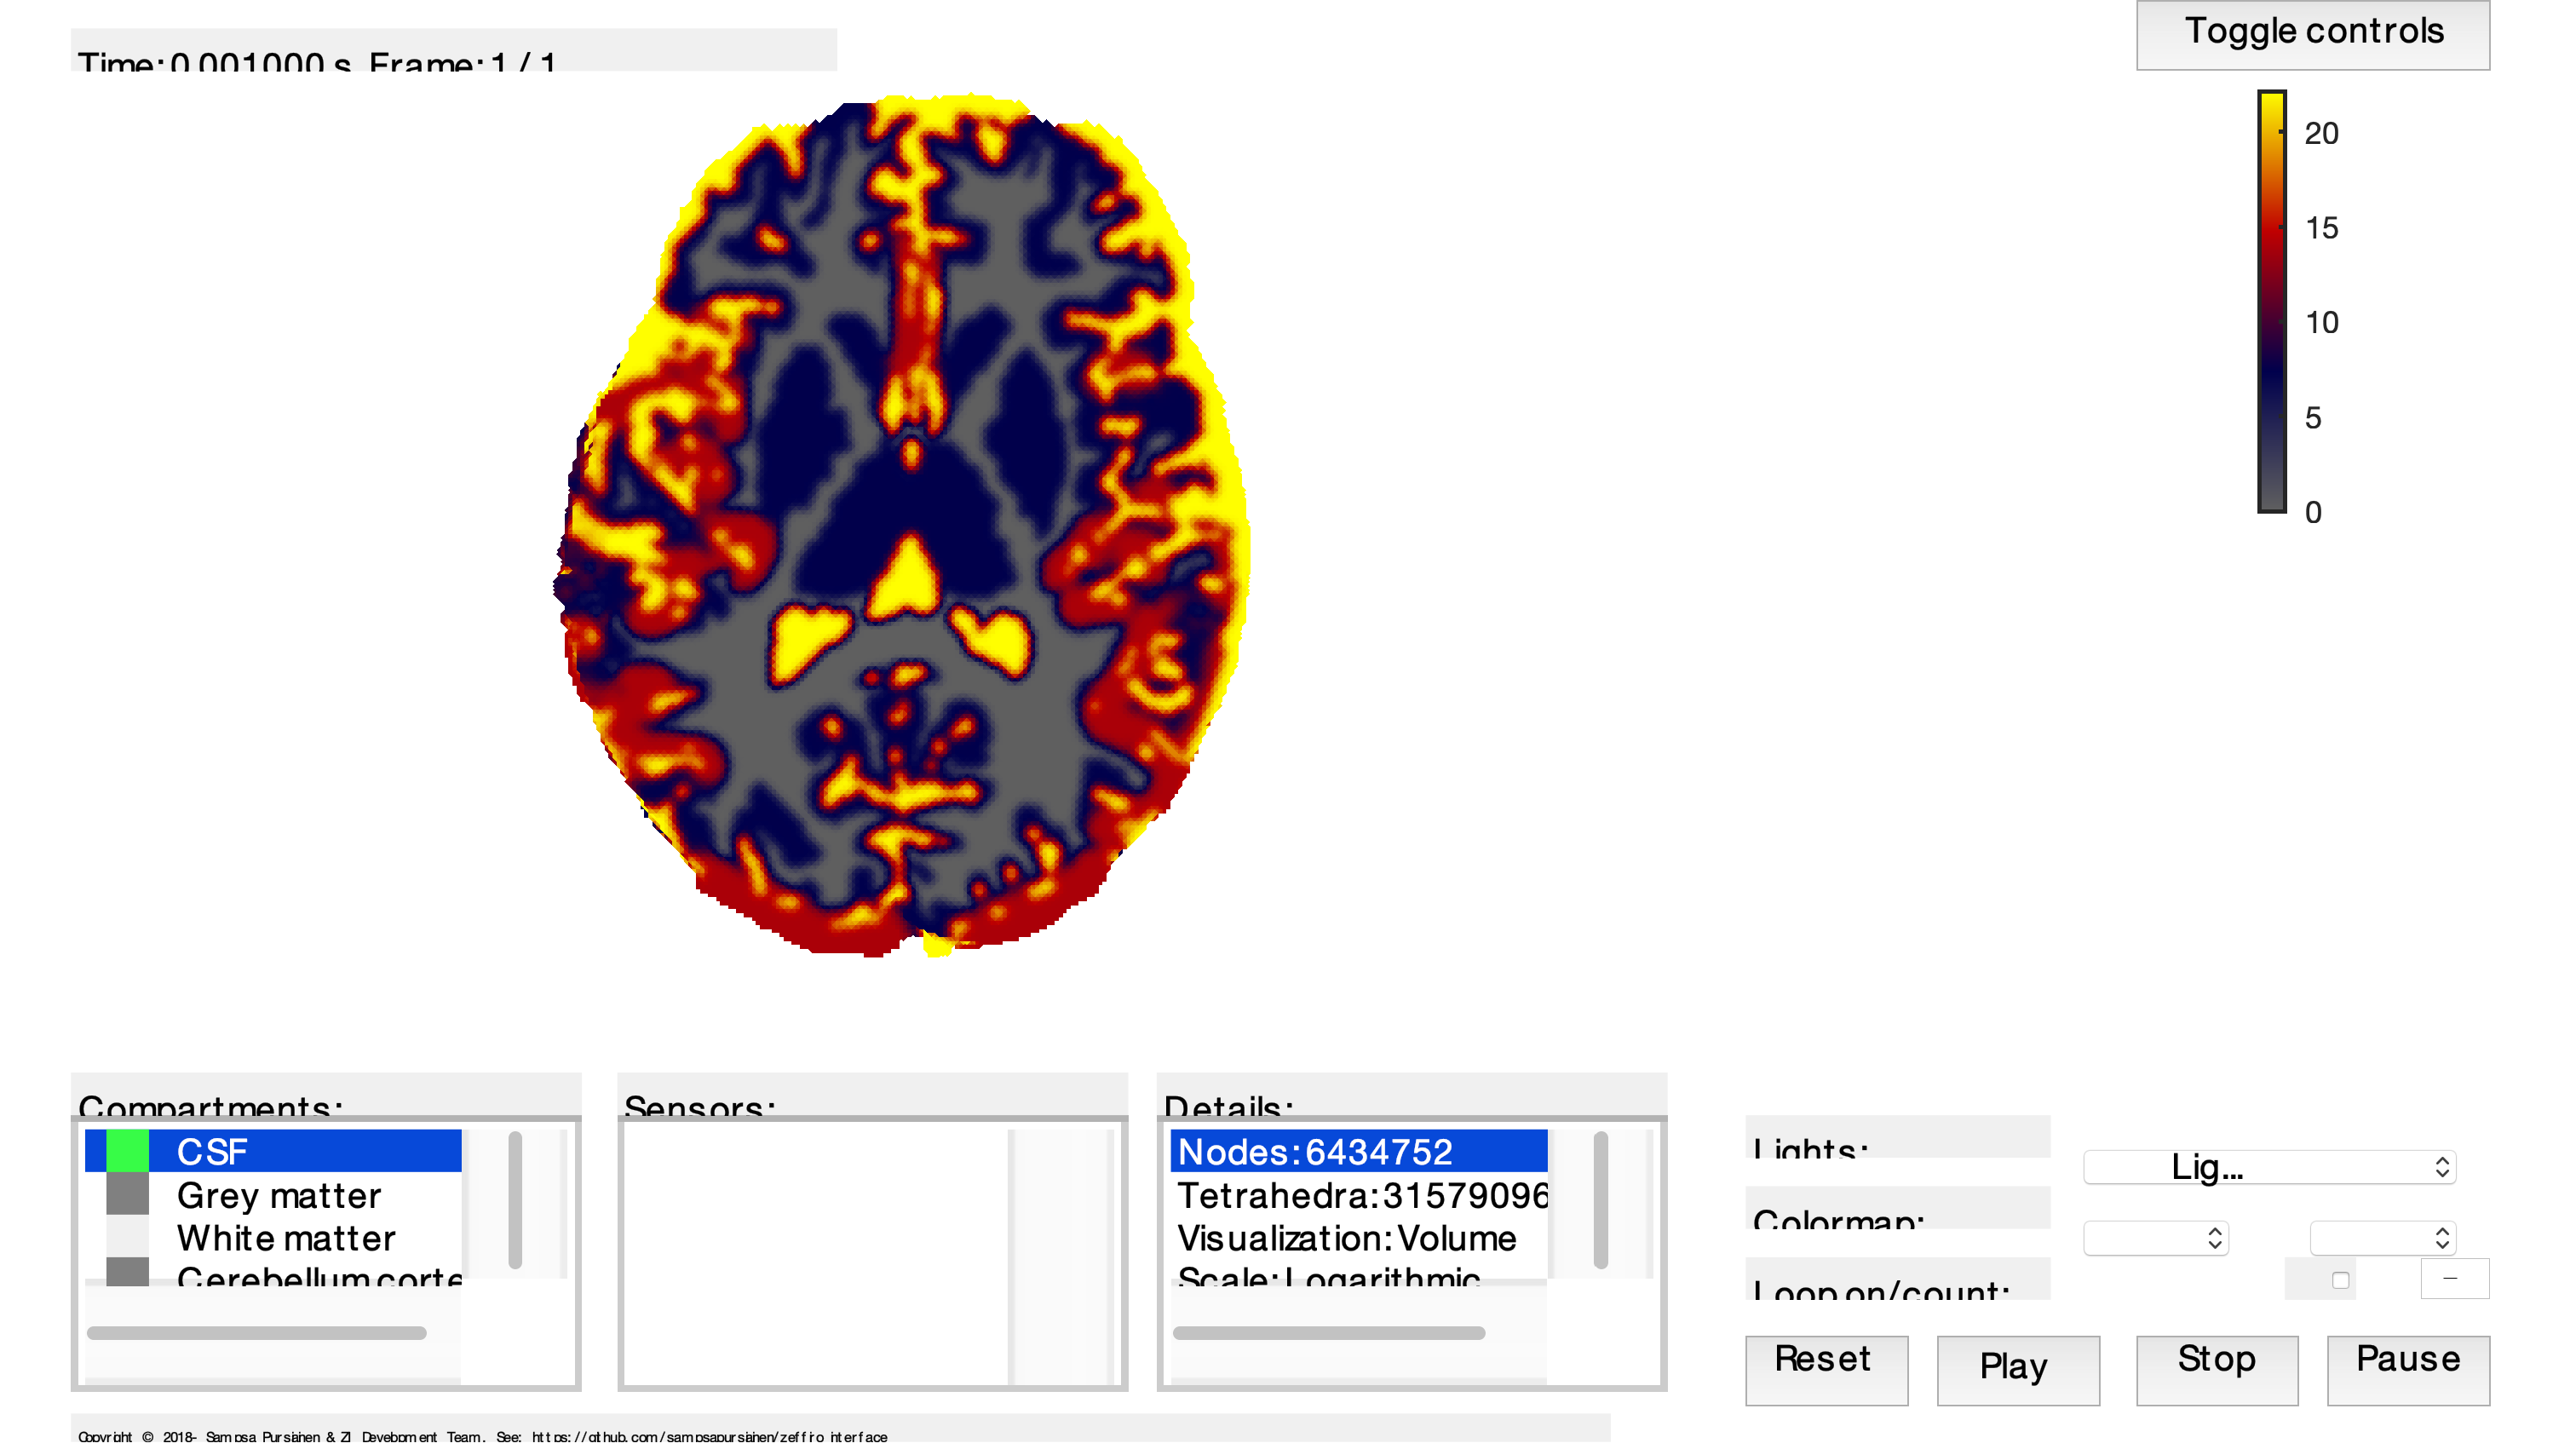 Toggle controls
Time: 0.001000 s Frame: 1 / 1
20
15
10
5
0
Compartments:
CSF
Grey matter
White matter
Cerebellum corte
Sensors:
Details:
Nodes: 6434752
Tetrahedra: 31579096
Visualization: Volume
Scale: Logarithmic
Lights:
Lig...
Colormap:
Loop on/count:
Reset
Play
Stop
Pause
Copyright © 2018- Sampsa Pursiainen & ZI Development Team. See: https://github.com/sampsapursiainen/zeffiro interface